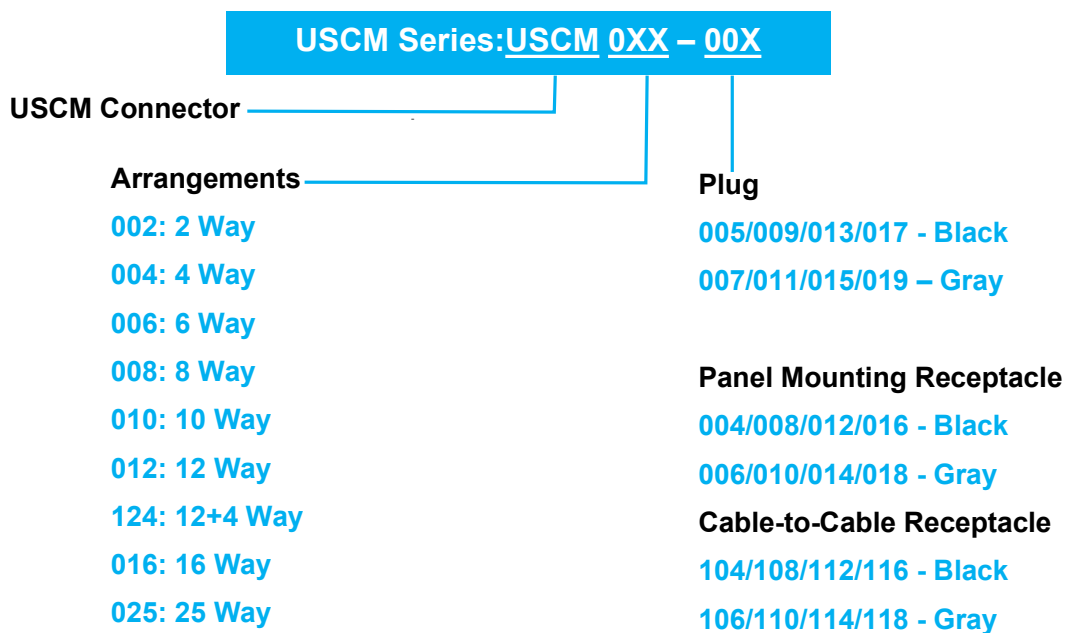 USCM Series:USCM 0XX – 00X
USCM Connector
Arrangements
002: 2 Way
004: 4 Way
006: 6 Way
008: 8 Way
010: 10 Way
012: 12 Way
124: 12+4 Way
016: 16 Way
025: 25 Way
Plug
005/009/013/017 - Black
007/011/015/019 – Gray
Panel Mounting Receptacle
004/008/012/016 - Black
006/010/014/018 - Gray
Cable-to-Cable Receptacle
104/108/112/116 - Black
106/110/114/118 - Gray